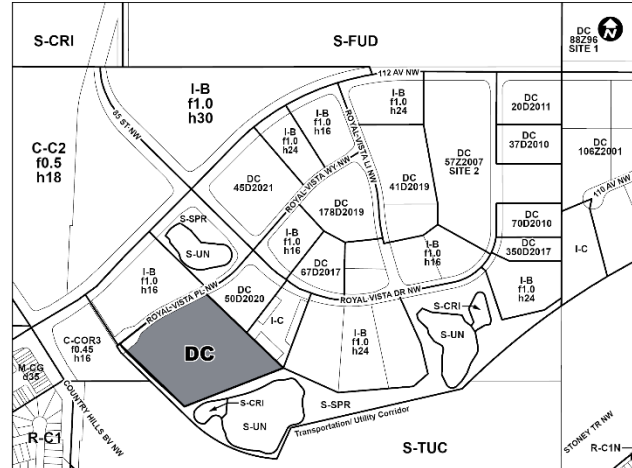 S-CRI
S-FUD
DC
88Z96
SITE 1
N
112 AV NW
85 ST NW
I-B
f1.0
h30
I-B
f1.0
h16
I-B
f1.0
h24
I-B
f1.0
h24
ROYAL-VISTA LI NW
DC
20D2011
DC
37D2010
C-C2
f0.5
h18
DC
57Z2007
SITE 2
DC
106Z2001
110 AV NW
DC
45D2021
ROYAL-VISTA WY NW
DC
41D2019
DC
178D2019
DC
70D2010
DC
350D2017
S-SPR
S-UN
I-B
f1.0
h16
I-B
f1.0
h16
I-C
DC
67D2017
I-B
f1.0
h16
ROYAL-VISTA PL NW
DC
50D2020
ROYAL-VISTA DR NW
I-B
f1.0
h24
S-CRI
S-UN
I-C
I-B
f1.0
h24
C-COR3
f0.45
h16
DC
M-CG
d35
COUNTRY HILLS BV NW
S-CRI
S-SPR
S-UN
Transportation/ Utility Corridor
R-C1
S-TUC
STONEY TR NW
R-C1N